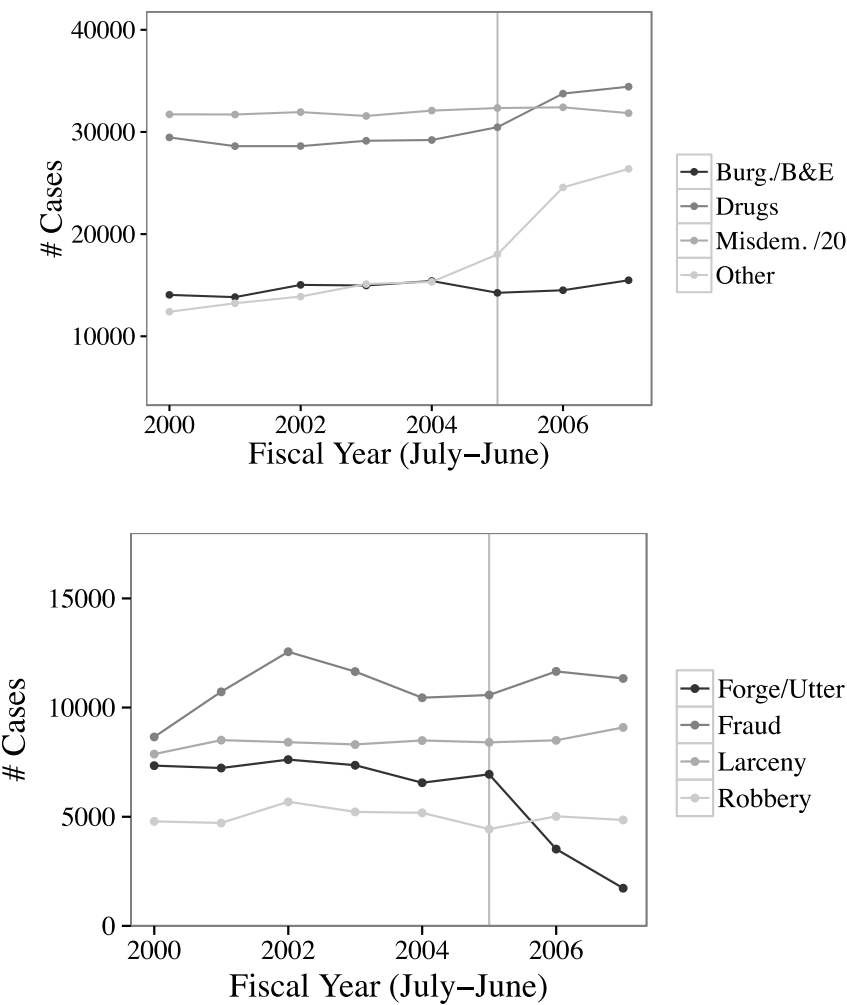 40000
30000
20000
10000
# Cases
2000 2002 2004 2006
Fiscal Year (July−June)
Burg./B&E
Drugs
Misdem. /20
Other
15000
10000
5000
0
# Cases
2000 2002 2004 2006
Fiscal Year (July−June)
Forge/Utter
Fraud
Larceny
Robbery